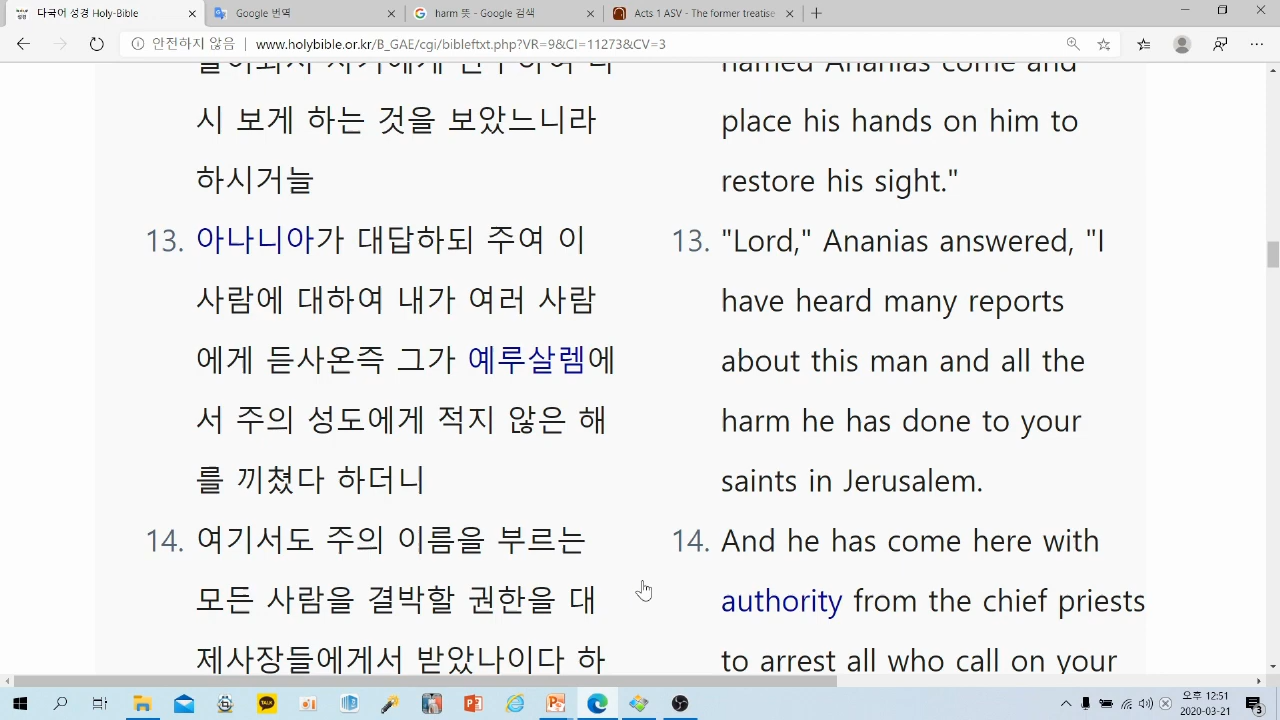 다국어 성경 Holy-Bible
Google 번역
harm 뜻 - Google 검색
Acts 1 ASV - The former treatise
안전하지 않음
www.holybible.or.kr/B_GAE/cgi/bibleftxt.php?VR=9&CI=11273&CV=3
시 보게 하는 것을 보았느니라
하시거늘
13. 아나니아가 대답하되 주여 이
사람에 대하여 내가 여러 사람
에게 듣사온즉 그가 예루살렘에
서 주의 성도에게 적지 않은 해
를 끼쳤다 하더니
14. 여기서도 주의 이름을 부르는
모든 사람을 결박할 권한을 대
제사장들에게서 받았나이다 하
named Ananias come and
place his hands on him to
restore his sight."
13. "Lord," Ananias answered, "I
have heard many reports
about this man and all the
harm he has done to your
saints in Jerusalem.
14. And he has come here with
authority from the chief priests
to arrest all who call on your
오후 12:51
2020-03-21
3